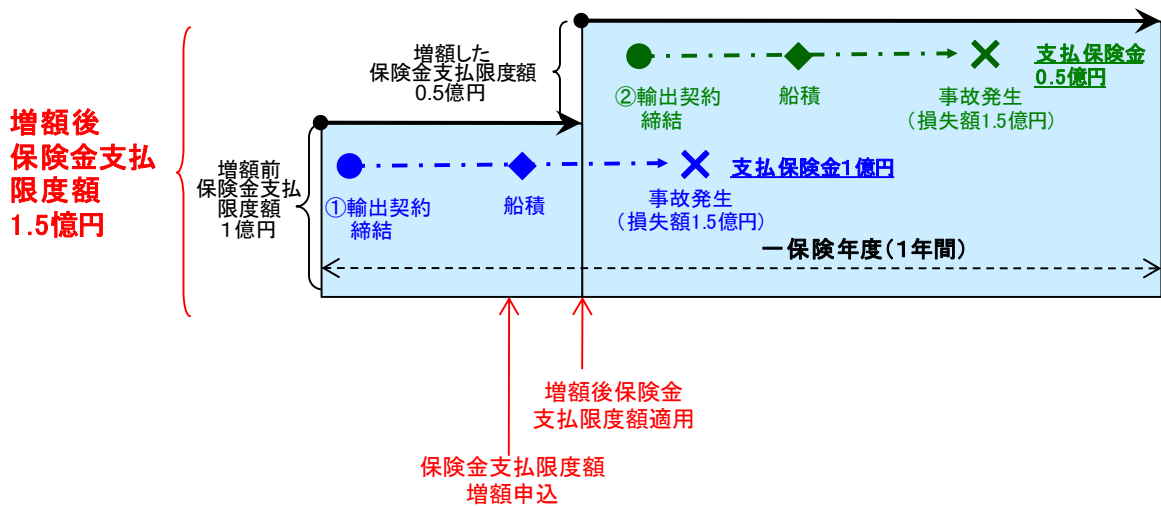 増額した
保険金支払限度額
0.5億円
支払保険金
0.5億円
②輸出契約
締結
船積
事故発生
(損失額1.5億円)
増額後
保険金支払
限度額
1.5憶円
増額前
保険金支払
限度額
1億円
①輸出契約
締結
船積
事故発生
(損失額1.5億円)
支払保険金1億円
一保険年度(1年間)
増額後保険金
支払限度額適用
保険金支払限度額
増額申込